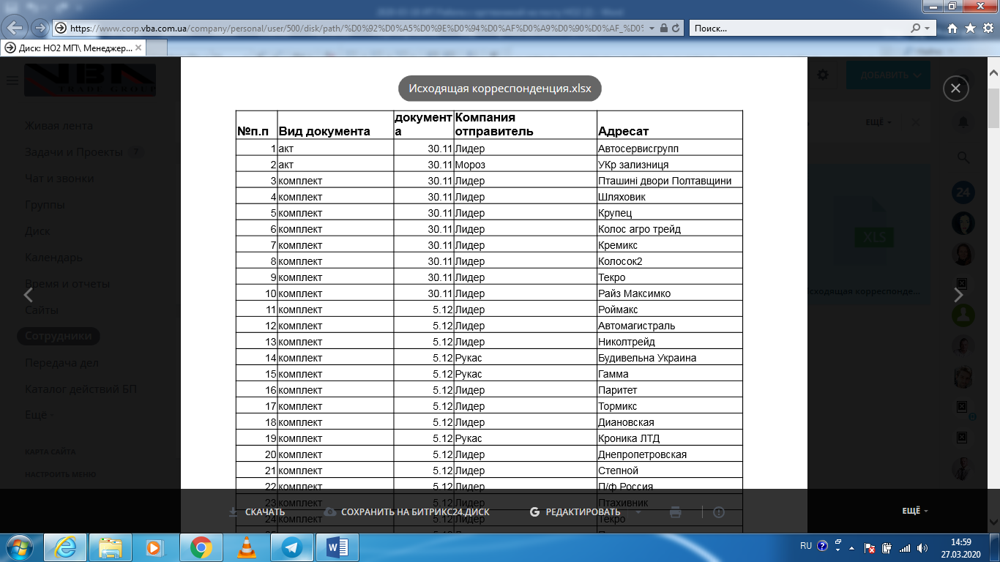 https://www.corp.vba.com.ua/company/personal/user/500/disk/path/%D0%92%D0%A5%D0%9E%D0%94%D0%AF%D0%A9%D0%90%D0%AF_%D0%
Поиск...
Диск: НО2 МП\ Менеджер...
VBA
TRADE GROUP
Исходящая корреспонденция.xlsx
ДОБАВИТЬ
Живая лента
Задачи и Проекты 7
Чат и звонки
Группы
Диск
Календарь
Время и отчеты
Сайты
Сотрудники
Передача дел
Каталог действий БП
Еще -
КАРТА САЙТА
НАСТРОИТЬ МЕНЮ
№п.п Вид документа документа Компания отправитель Адресат
1 акт 30.11 Лидер Автосервисгрупп
2 акт 30.11 Мороз УКр зализниця
3 комплект 30.11 Лидер Пташині двори Полтавщини
4 комплект 30.11 Лидер Шляховик
5 комплект 30.11 Лидер Крупец
6 комплект 30.11 Лидер Колос агро трейд
7 комплект 30.11 Лидер Кремикс
8 комплект 30.11 Лидер Колосок2
9 комплект 30.11 Лидер Текро
10 комплект 30.11 Лидер Райз Максимко
11 комплект 5.12 Лидер Роймакс
12 комплект 5.12 Лидер Автомагистраль
13 комплект 5.12 Лидер Николтрейд
14 комплект 5.12 Рукас Будивельна Украина
15 комплект 5.12 Рукас Гамма
16 комплект 5.12 Лидер Паритет
17 комплект 5.12 Лидер Тормикс
18 комплект 5.12 Лидер Диановская
19 комплект 5.12 Рукас Кроника ЛТД
20 комплект 5.12 Лидер Днепропетровская
21 комплект 5.12 Лидер Степной
22 комплект 5.12 Лидер П/ф Россия
23 комплект 5.12 Лидер Птахивник
24 комплект 5.12 Лидер Текро
ЕЩЁ
24
XLS
сходящая корреспонде...
СКАЧАТЬ
СОХРАНИТЬ НА БИТРИКС24.ДИСК
РЕДАКТИРОВАТЬ
ЕЩЁ
RU
14:59
27.03.2020